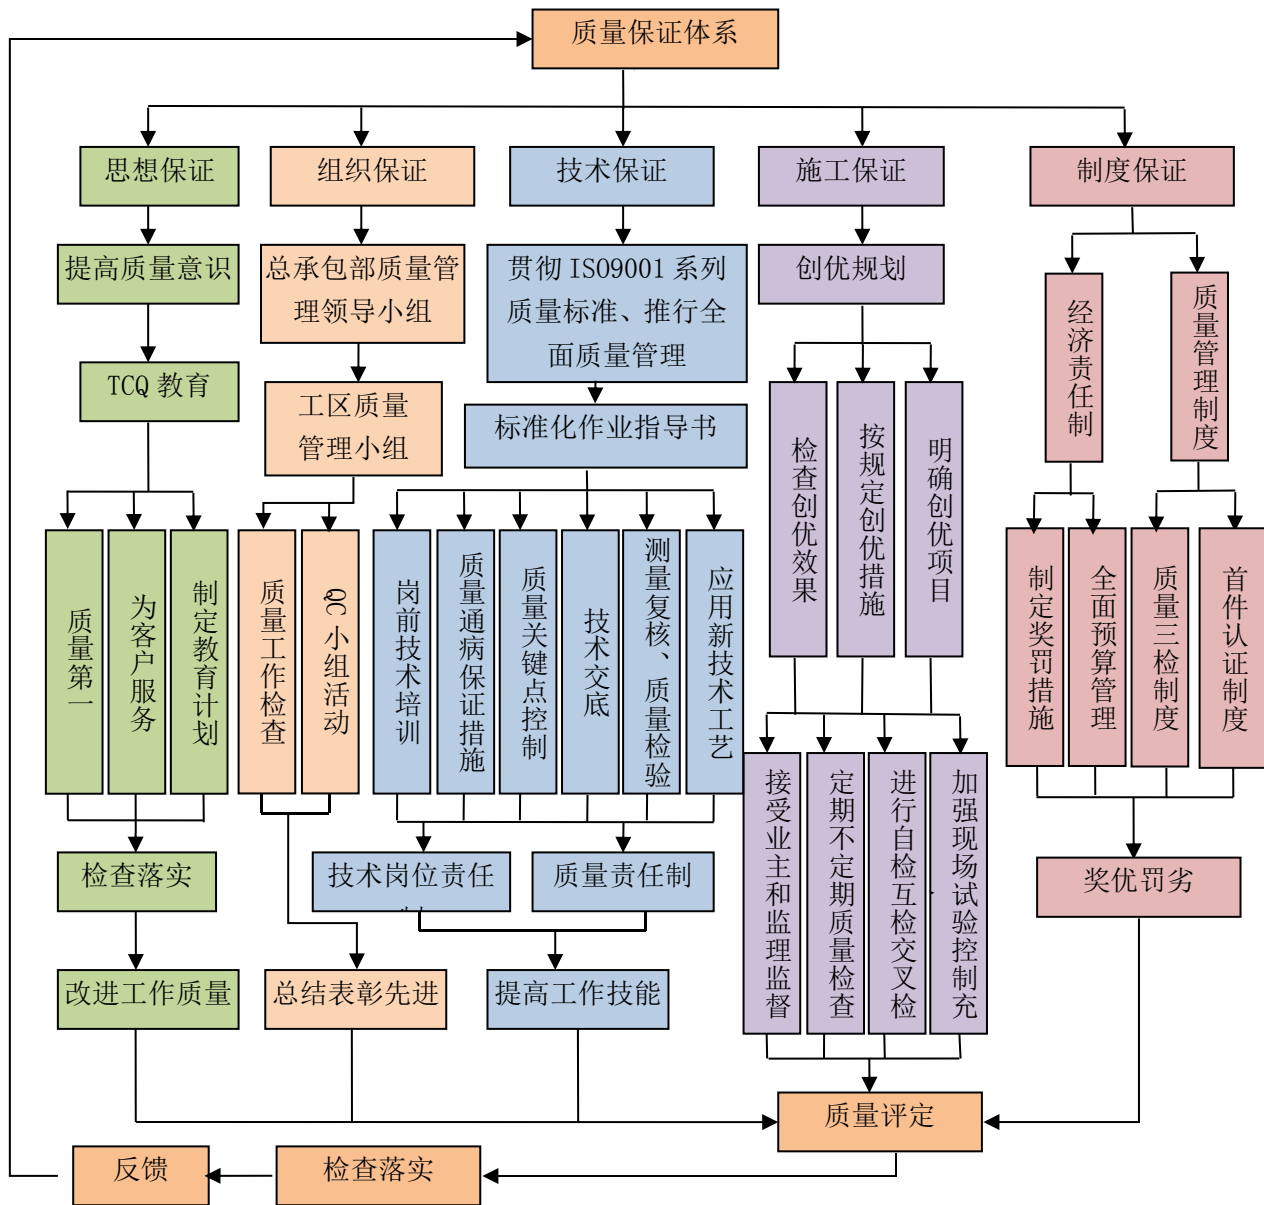 质量保证体系
思想保证
组织保证
技术保证
施工保证
制度保证
提高质量意识
总承包部质量管
理领导小组
贯彻 ISO9001 系列
质量标准、推行全
面质量管理
创优规划
经济责任制
质量管理制度
TCQ 教育
工区质量
管理小组
标准化作业指导书
检查创优效果
按规定创优措施
明确创优项目
质量第一
为客户服务
制定教育计划
质量工作检查
QC 小组活动
岗前技术培训
质量通病保证措施
质量关键点控制
技术交底
测量复核、质量检验
应用新技术工艺
制定奖罚措施
全面预算管理
质量三检制度
首件认证制度
接受业主和监理监督
定期不定期质量检查
进行自检互检交叉检
加强现场试验控制充
检查落实
技术岗位责任
质量责任制
奖优罚劣
改进工作质量
总结表彰先进
提高工作技能
质量评定
反馈
检查落实